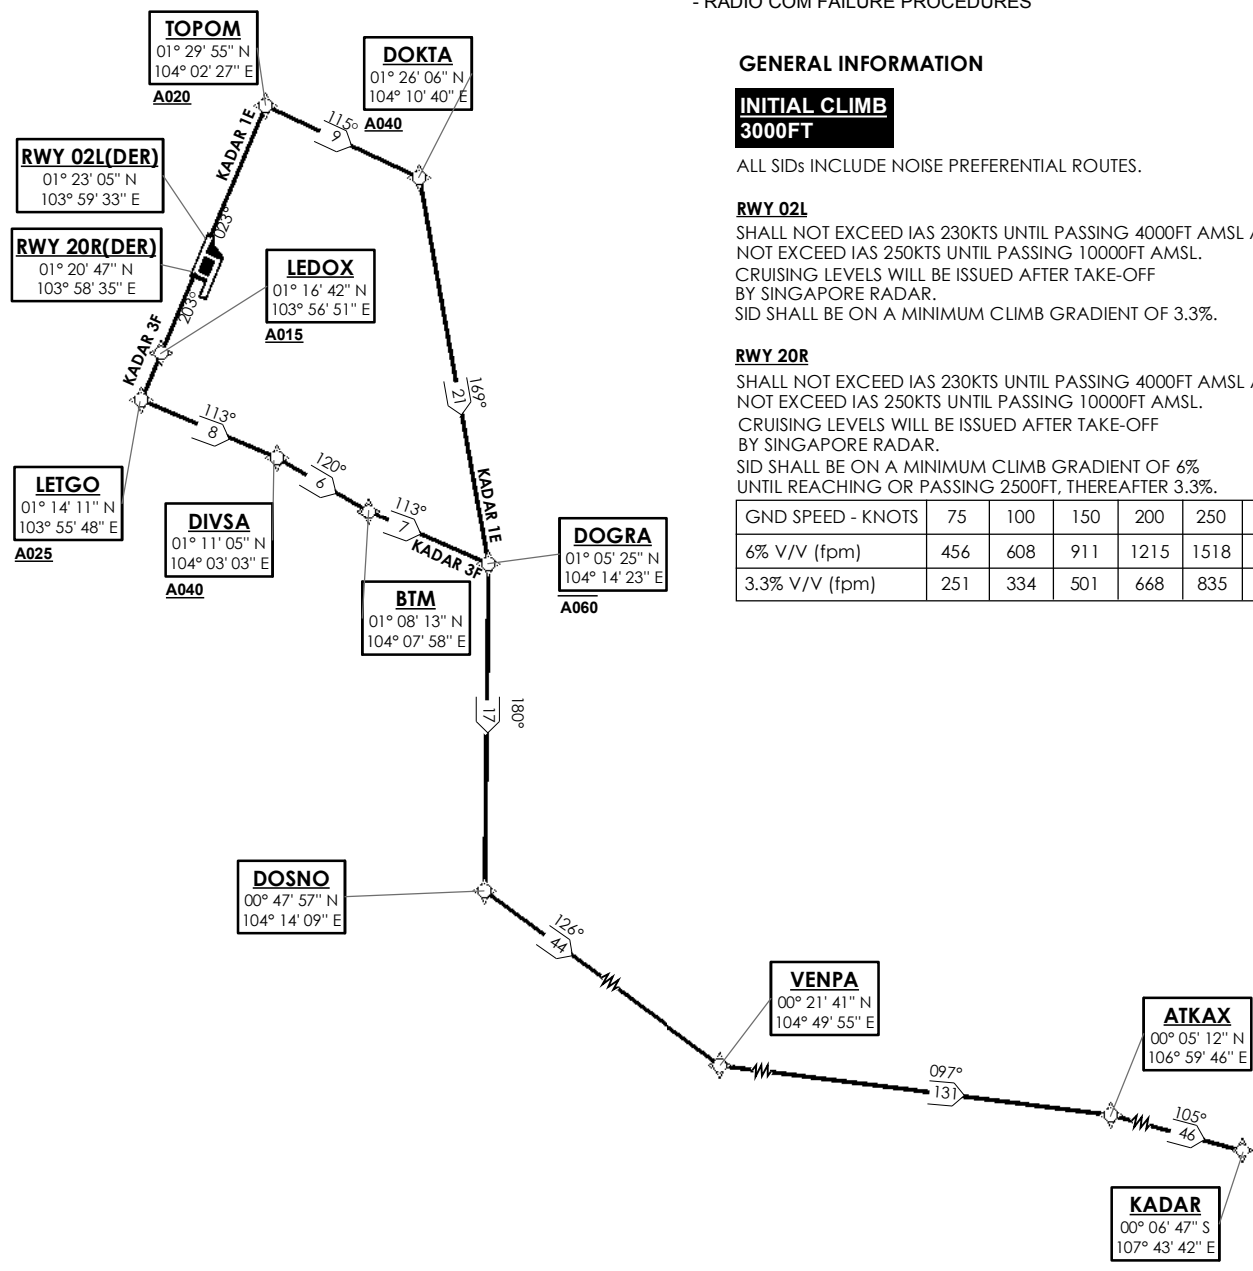 - RADIO COM FAILURE PROCEDURES
TOPOM
01° 29' 55" N
104° 02' 27" E
A020
DOKTA
01° 26' 06" N
104° 10' 40" E
A040
115°
9
KADAR 1E
RWY 02L(DER)
01° 23' 05" N
103° 59' 33" E
023°
RWY 20R(DER)
01° 20' 47" N
103° 58' 35" E
203°
LEDOX
01° 16' 42" N
103° 56' 51" E
A015
KADAR 3F
169°
21
KADAR 1E
113°
8
LETGO
01° 14' 11" N
103° 55' 48" E
A025
120°
6
DIVSA
01° 11' 05" N
104° 03' 03" E
A040
113°
7
KADAR 3F
BTM
01° 08' 13" N
104° 07' 58" E
DOGRA
01° 05' 25" N
104° 14' 23" E
A060
180°
17
DOSNO
00° 47' 57" N
104° 14' 09" E
126°
44
VENPA
00° 21' 41" N
104° 49' 55" E
097°
131
ATKAX
00° 05' 12" N
106° 59' 46" E
105°
46
KADAR
00° 06' 47" S
107° 43' 42" E
GENERAL INFORMATION
INITIAL CLIMB
3000FT
ALL SIDs INCLUDE NOISE PREFERENTIAL ROUTES.
RWY 02L
SHALL NOT EXCEED IAS 230KTS UNTIL PASSING 4000FT AMSL
NOT EXCEED IAS 250KTS UNTIL PASSING 10000FT AMSL.
CRUISING LEVELS WILL BE ISSUED AFTER TAKE-OFF
BY SINGAPORE RADAR.
SID SHALL BE ON A MINIMUM CLIMB GRADIENT OF 3.3%.
RWY 20R
SHALL NOT EXCEED IAS 230KTS UNTIL PASSING 4000FT AMSL
NOT EXCEED IAS 250KTS UNTIL PASSING 10000FT AMSL.
CRUISING LEVELS WILL BE ISSUED AFTER TAKE-OFF
BY SINGAPORE RADAR.
SID SHALL BE ON A MINIMUM CLIMB GRADIENT OF 6%
UNTIL REACHING OR PASSING 2500FT, THEREAFTER 3.3%.
GND SPEED - KNOTS 75 100 150 200 250
6% V/V (fpm) 456 608 911 1215 1518
3.3% V/V (fpm) 251 334 501 668 835